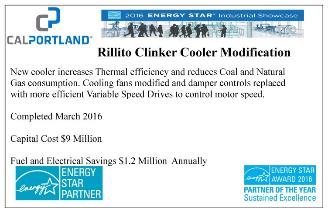 CALPORTLAND®
2016 ENERGY STAR® Industrial Showcase
Rillito Clinker Cooler Modification
New cooler increases Thermal efficiency and reduces Coal and Natural
Gas consumption. Cooling fans modified and damper controls replaced
with more efficient Variable Speed Drives to control motor speed.
Completed March 2016
Capital Cost $9 Million
Fuel and Electrical Savings $1.2 Million Annually
energy
ENERGY
STAR
PARTNER
ENERGY STAR
AWARD 2016
PARTNER OF THE YEAR
Sustained Excellence